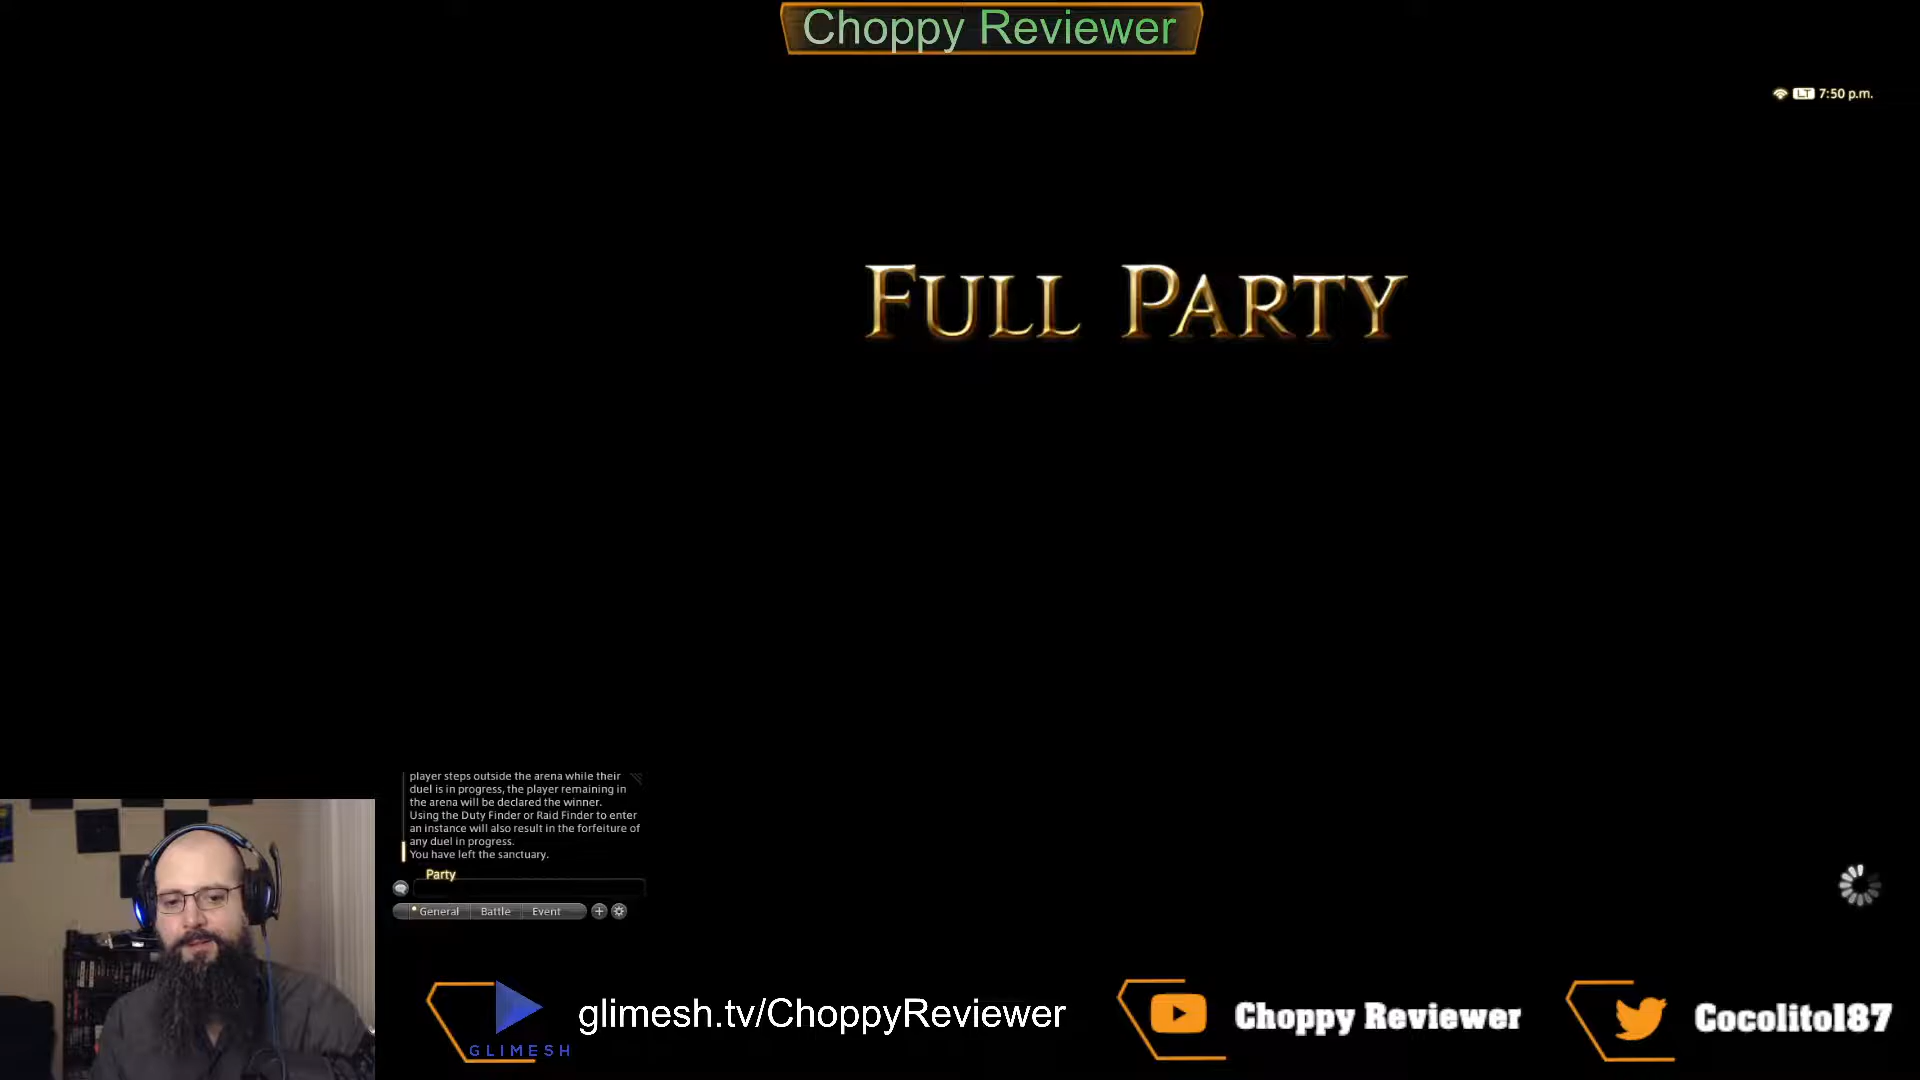 Choppy Reviewer
LT 7:50 p.m.
FULL PARTY
player steps outside the arena while their
duel is in progress, the player remaining in
the arena will be declared the winner.
Using the Duty Finder or Raid Finder to enter
an instance will also result in the forfeiture of
any duel in progress.
You have left the sanctuary.
Party
General Battle Event
GLIMESH
glimesh.tv/ChoppyReviewer
Choppy Reviewer
Cocolito187